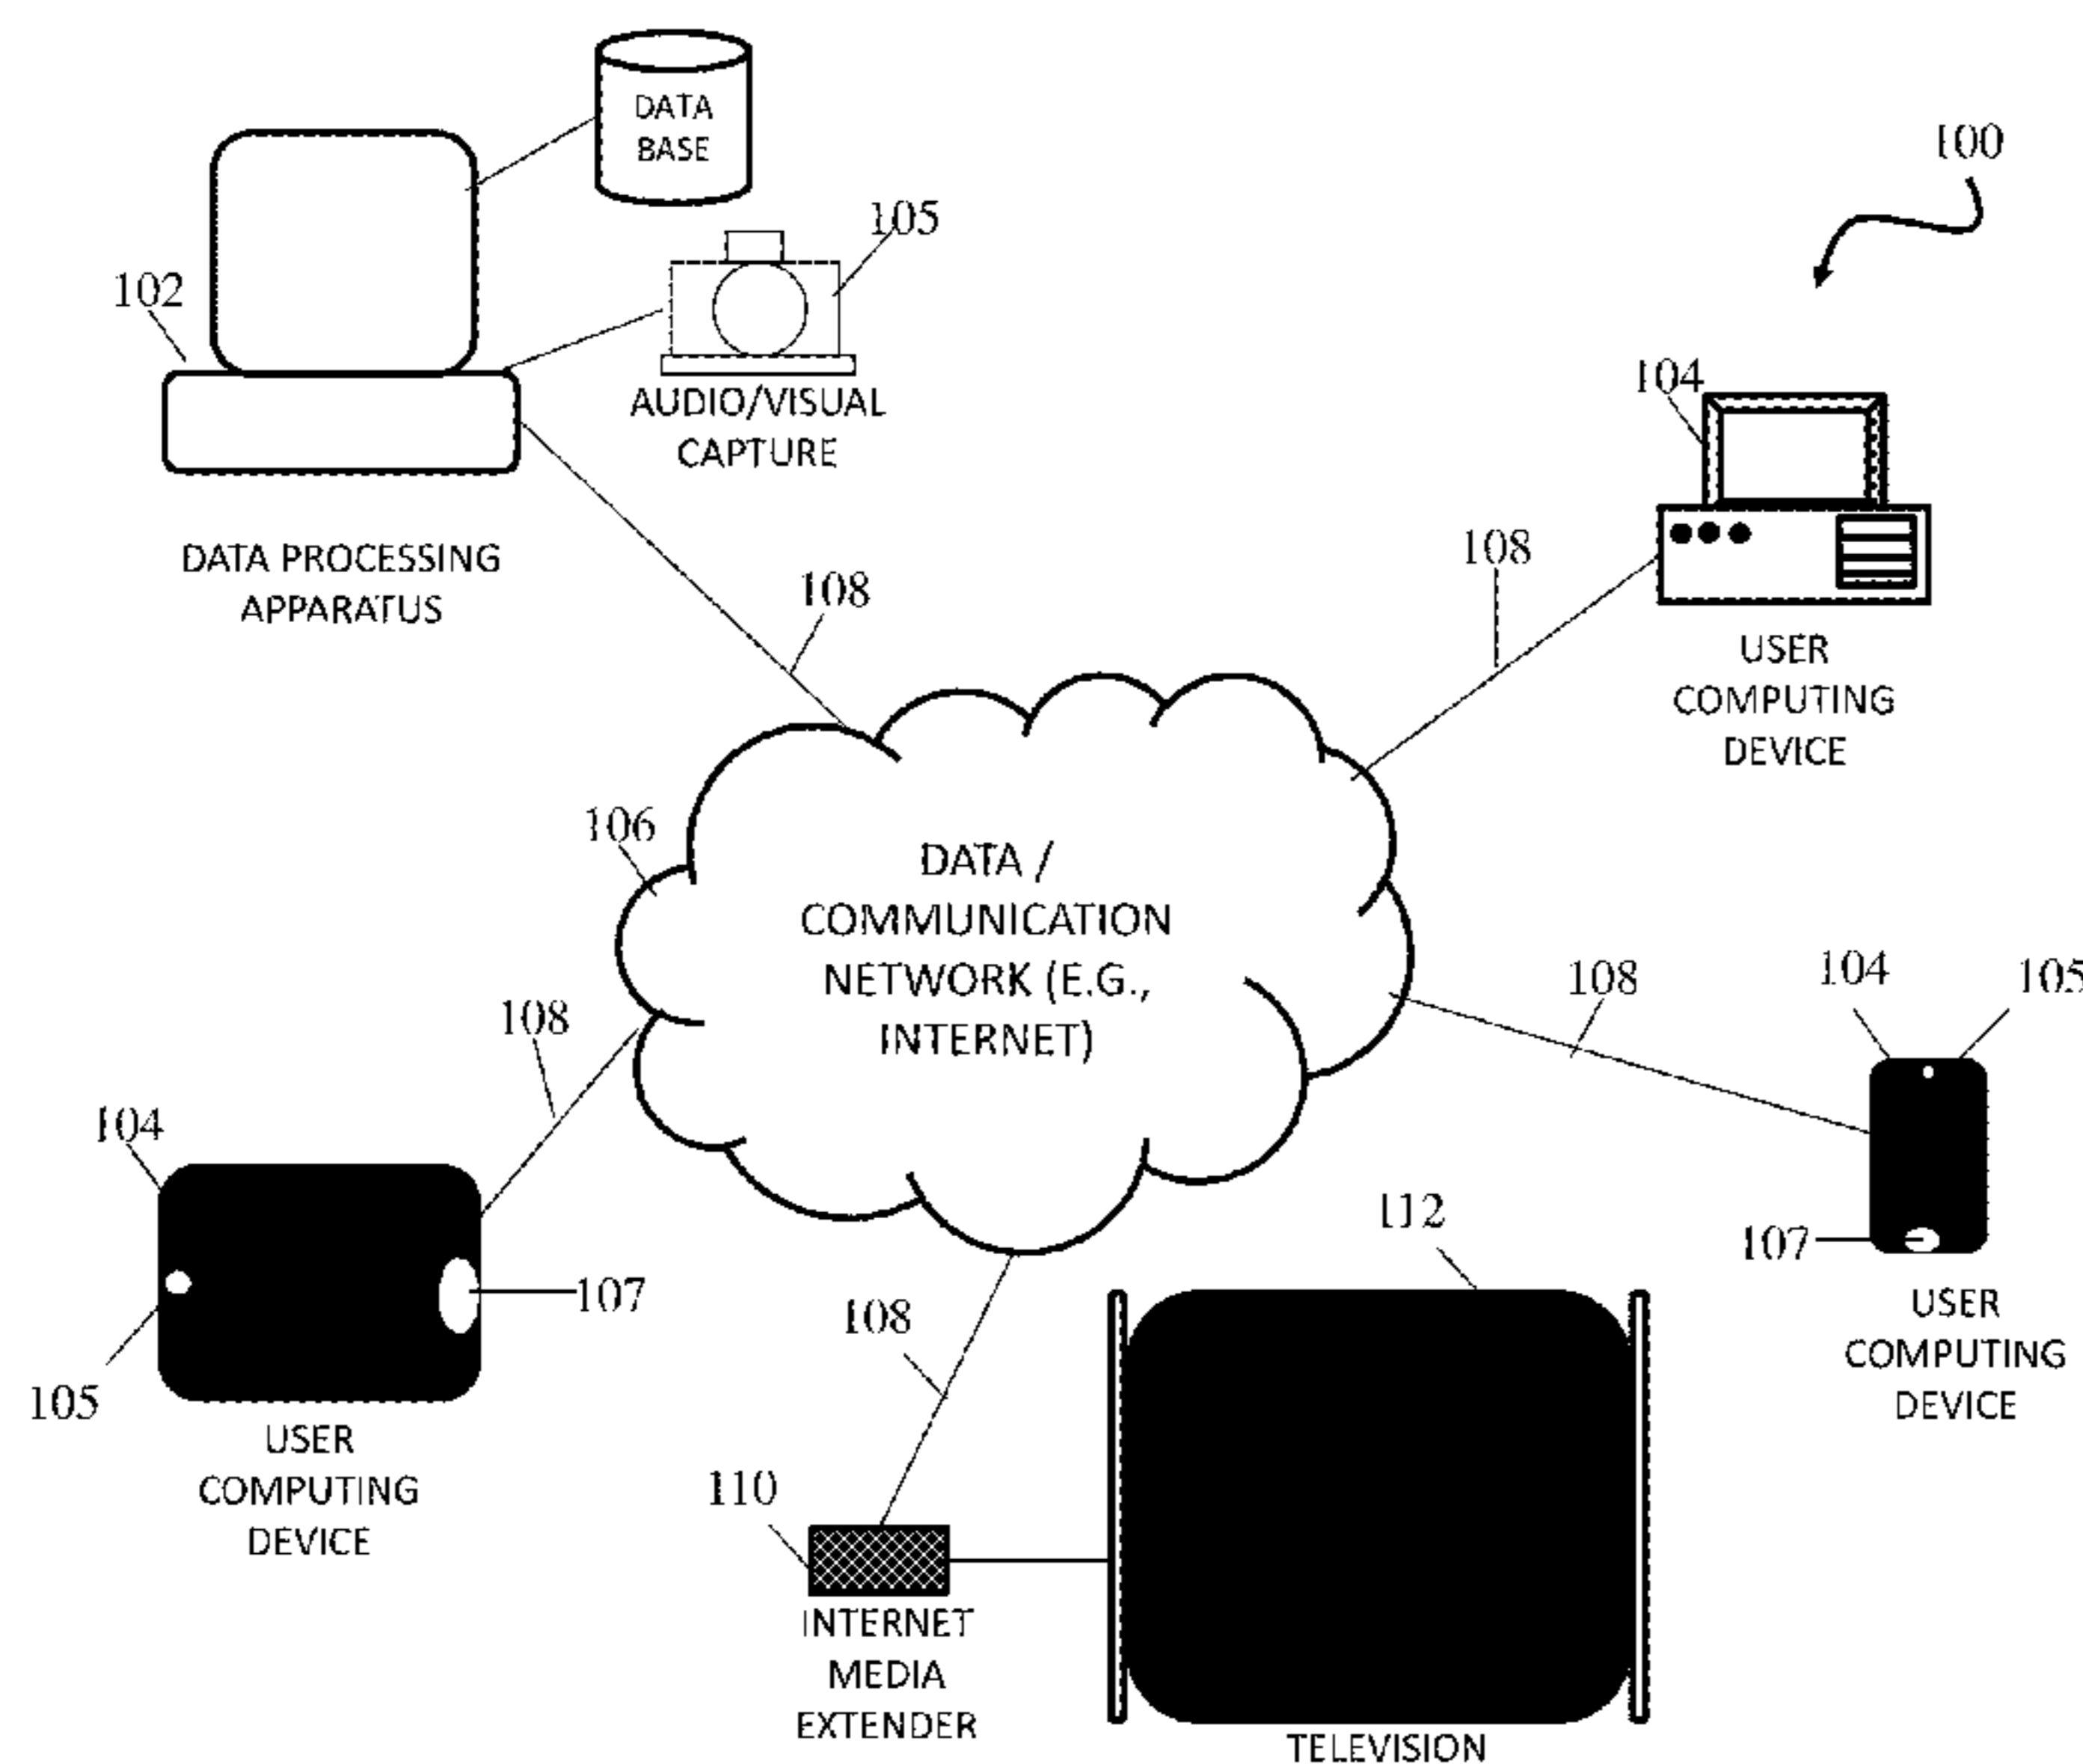 DATA
BASE
100
105
102
AUDIO/VISUAL
CAPTURE
104
DATA PROCESSING
APPARATUS
108
108
USER
COMPUTING
DEVICE
106
DATA /
COMMUNICATION
NETWORK (E.G.,
INTERNET)
108
104
105
108
104
107
105
107
USER
COMPUTING
DEVICE
112
108
USER
COMPUTING
DEVICE
110
INTERNET
MEDIA
EXTENDER
TELEVISION